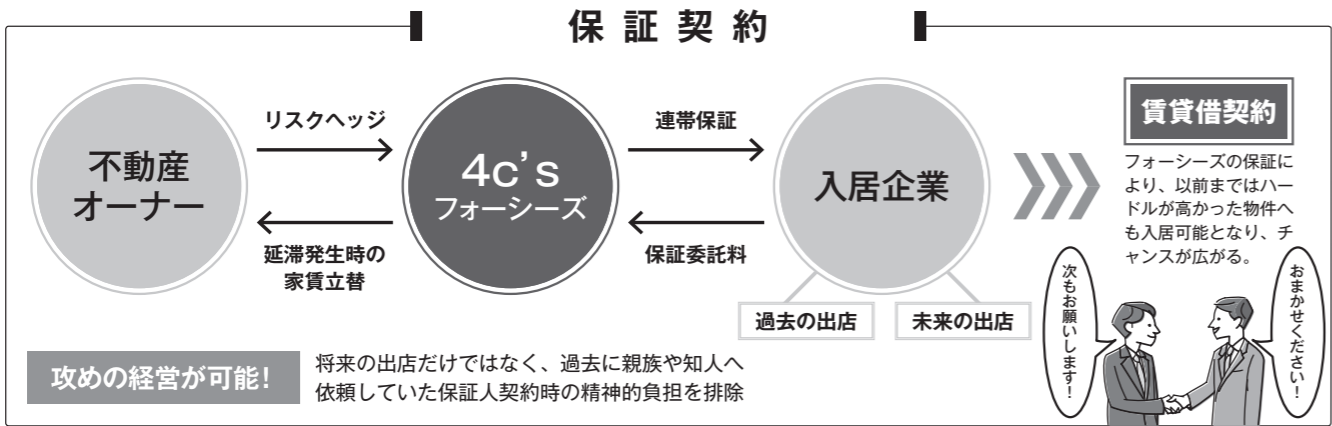 保証契約
不動産
オーナー
リスクヘッジ
延滞発生時の
家賃立替
4c's
フォーシーズ
連帯保証
保証委託料
入居企業
過去の出店
未来の出店
賃貸借契約
フォーシーズの保証に
より、以前まではハー
ドルが高かった物件へ
も入居可能となり、チ
ャンスが広がる。
おまかせください！
次もお願いします！
攻めの経営が可能！
将来の出店だけではなく、過去に親族や知人へ
依頼していた保証人契約時の精神的負担を排除